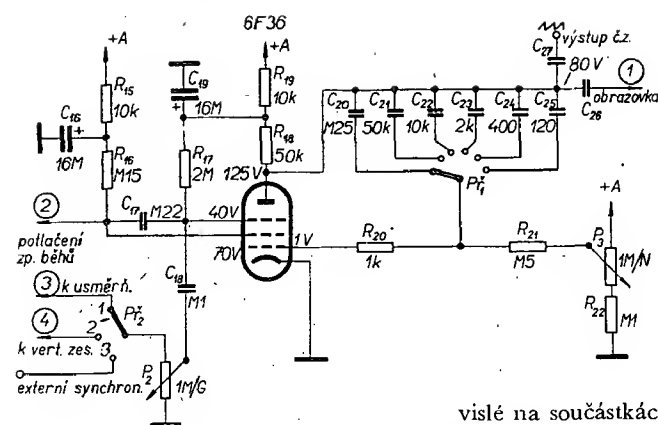 6F36
+A
R15
10k
C16
16M
R16
M15
C19
16M
+A
R19
10k
R18
50k
R17
2M
125V
C20
M25
C21
50k
C22
10k
C23
2k
C24
400
C25
120
C27
výstup č.z.
80V
C26
1
obrazovka
Př1
2
potlačení
zp. běhů
C17
M22
40V
70V
1V
R20
1k
R21
M5
+A
P3
1M/N
R22
M1
C18
M1
3
k usměrň.
4
k vert. zes.
1
2
3
Př2
externí synchron.
P2
1M/G
vislé na součástkác